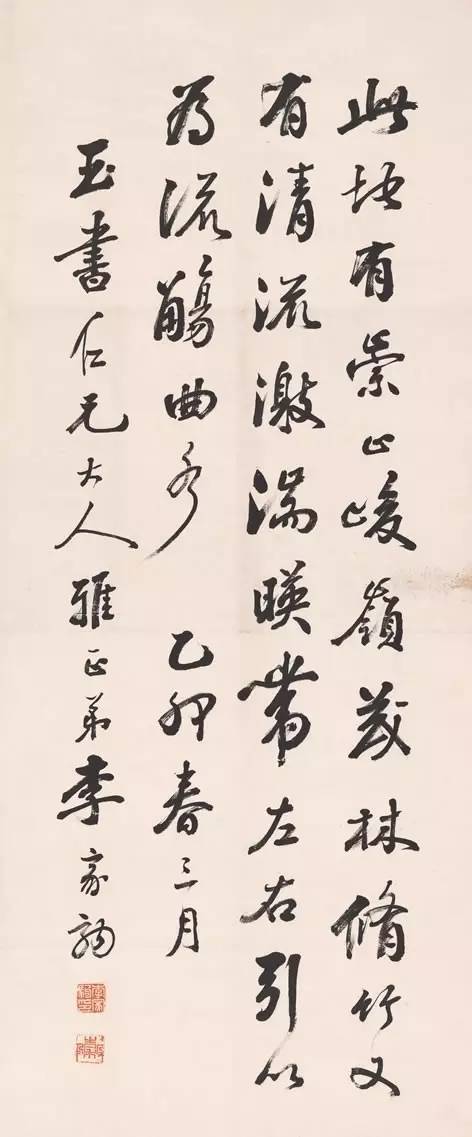 此地有崇山峻嶺茂林脩竹又
有清流激湍暎帶左右引以
為流觴曲水 乙卯春三月
玉書仁兄大人雅正弟李家駒